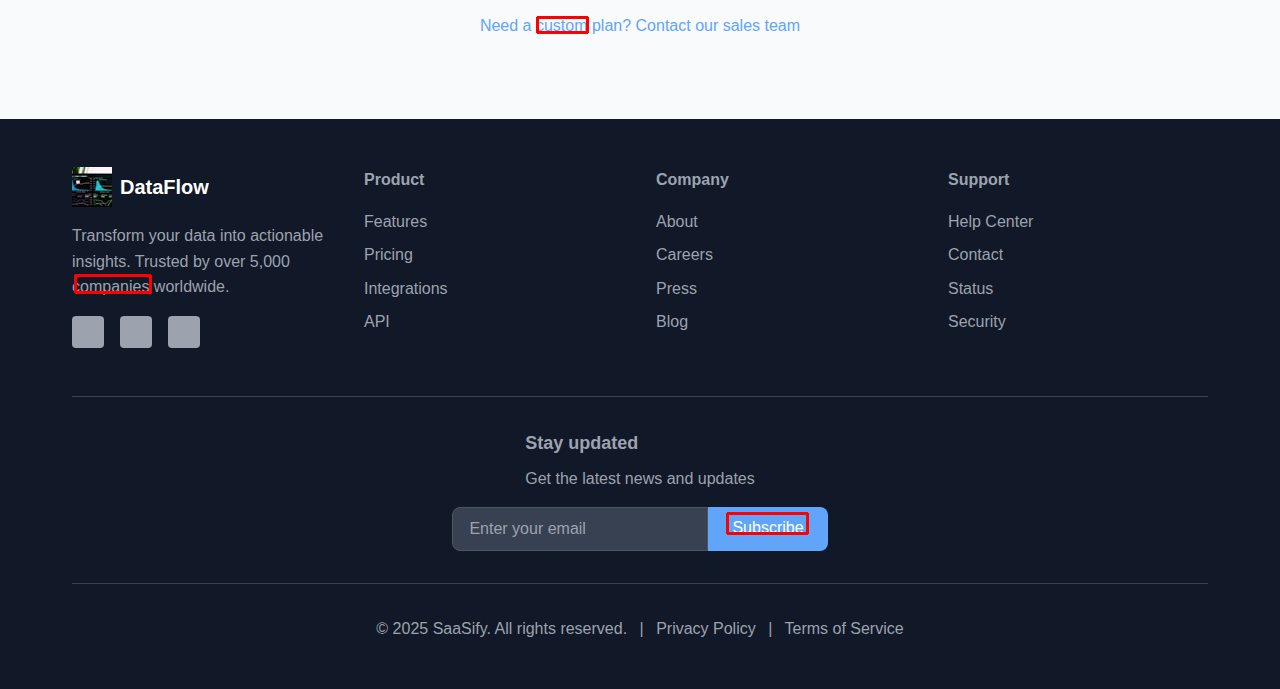 Need a custom plan? Contact our sales team
DataFlow
Transform your data into actionable
insights. Trusted by over 5,000
companies worldwide.
Product
Features
Pricing
Integrations
API
Company
About
Careers
Press
Blog
Support
Help Center
Contact
Status
Security
Stay updated
Get the latest news and updates
Enter your email
Subscribe
© 2025 SaaSify. All rights reserved. | Privacy Policy | Terms of Service